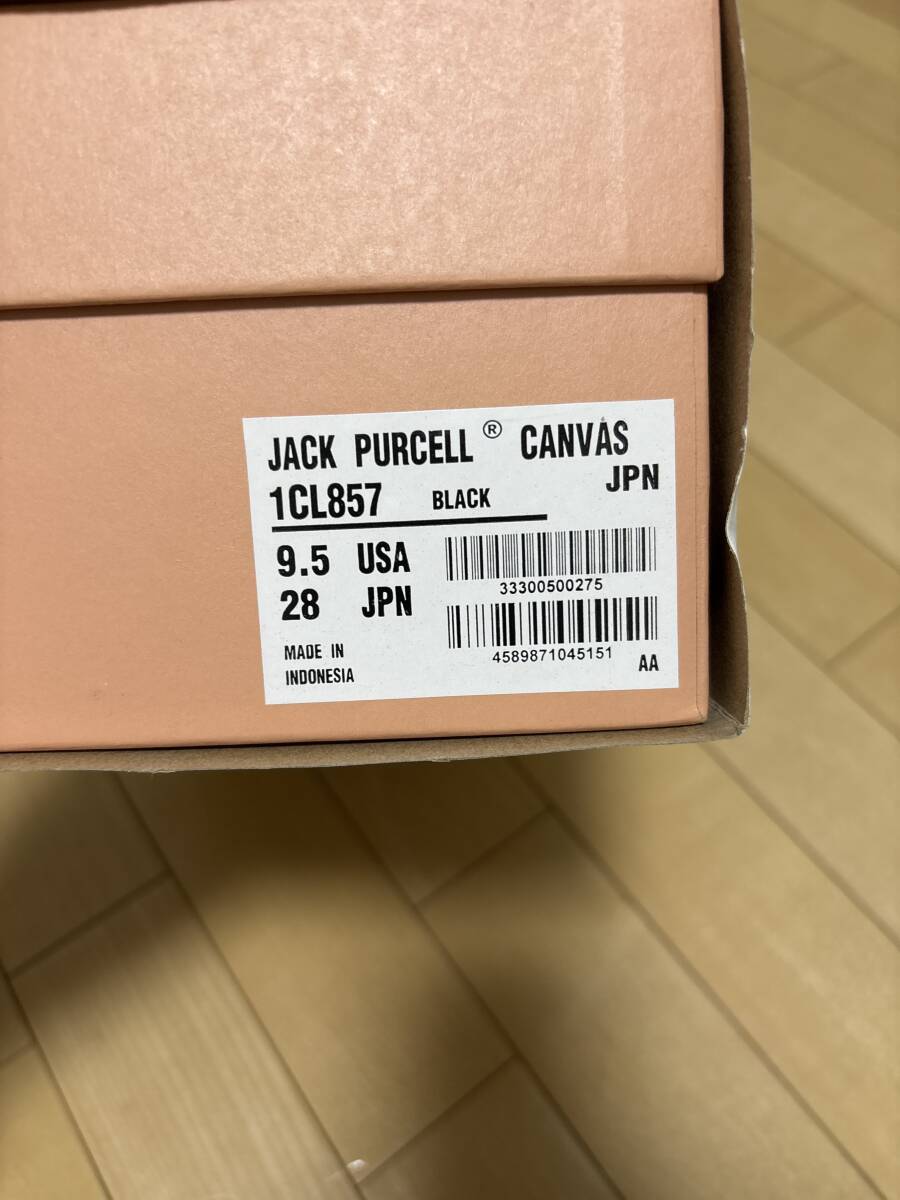 JACK PURCELL® CANVAS
JPN
1CL857 BLACK
9.5 USA
28 JPN
33300500275
4589871045151
MADE IN
INDONESIA
AA